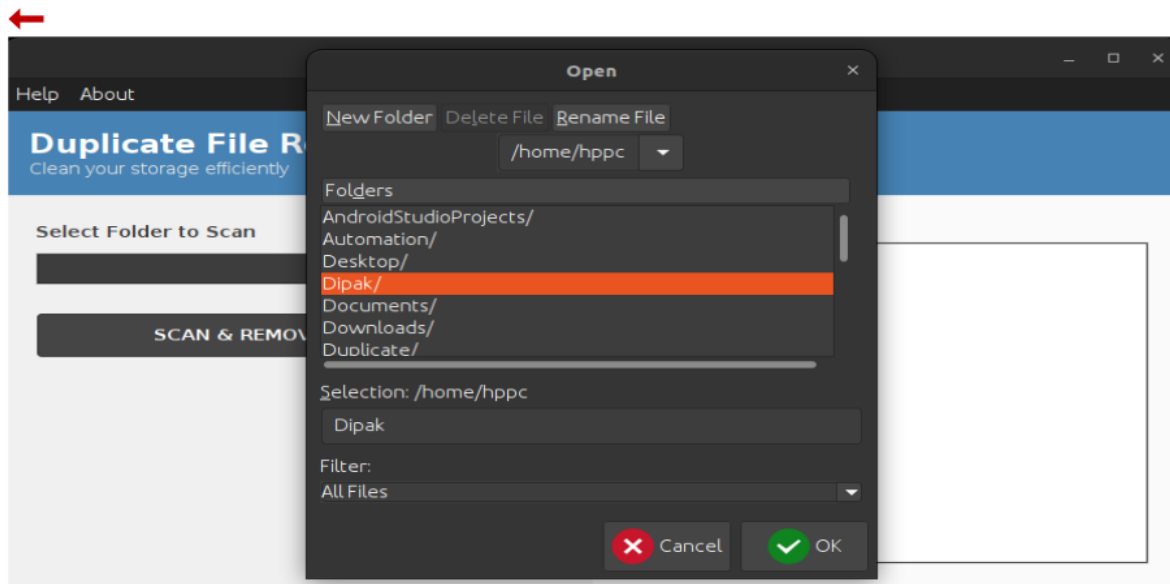 Open
Help About
New Folder Delete File Rename File
Duplicate File R
/home/hppc
Clean your storage efficiently
Folders
Select Folder to Scan
AndroidStudioProjects/
Automation/
Desktop/
Dipak/
Documents/
Downloads/
Duplicate/
SCAN & REMOV
Selection: /home/hppc
Dipak
Filter:
All Files
Cancel OK